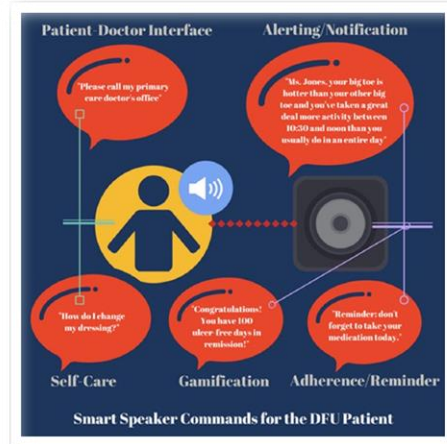 Patient-Doctor Interface
Alerting/Notification
"Please call my primary
care doctor's office"
"Ms. Jones, your big toe is
hotter than your other big
toe and you've taken a great
deal more activity between
10:30 and noon than you
usually do in an entire day"
"How do I change
my dressing?"
"Congratulations!
You have 100
ulcer-free days in
remission!"
"Reminder: don't
forget to take your
medication today."
Self-Care
Gamification
Adherence/Reminder
Smart Speaker Commands for the DFU Patient